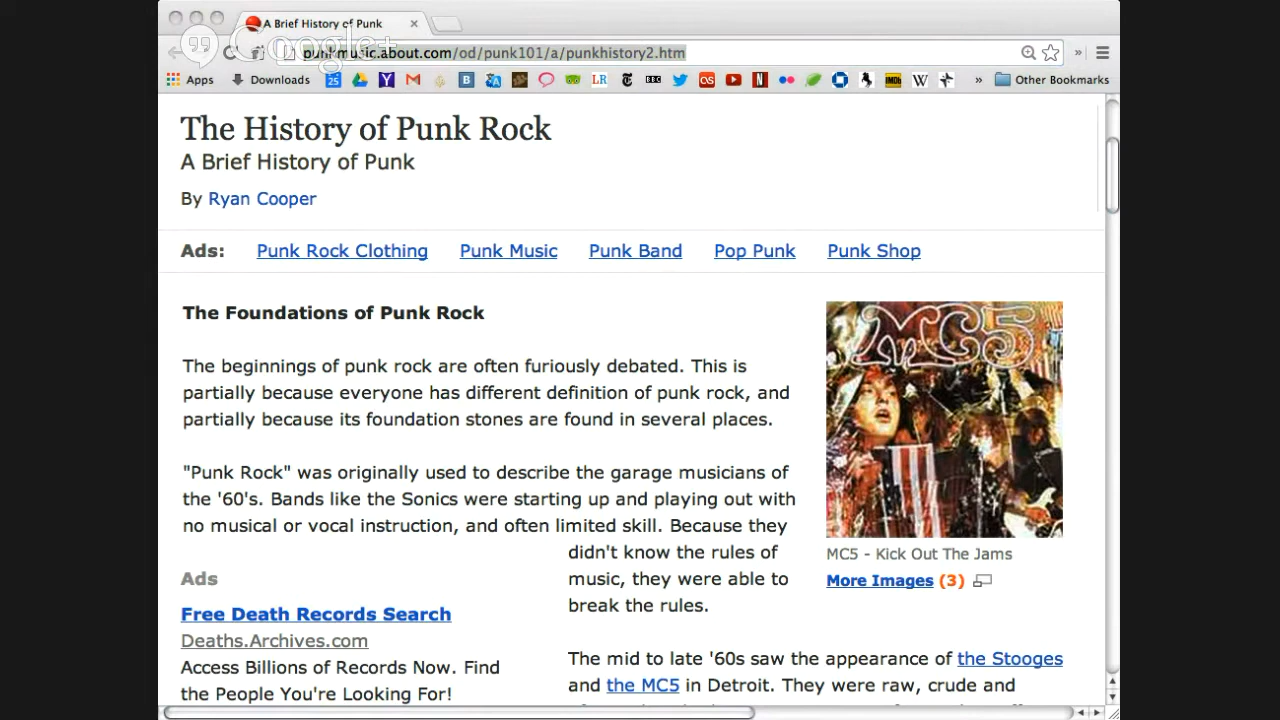 A Brief History of Punk
Google+
punkmusic.about.com/od/punk101/a/punkhistory2.htm
Apps
Downloads
Other Bookmarks
The History of Punk Rock
A Brief History of Punk
By Ryan Cooper
Ads: Punk Rock Clothing Punk Music Punk Band Pop Punk Punk Shop
The Foundations of Punk Rock
The beginnings of punk rock are often furiously debated. This is
partially because everyone has different definition of punk rock, and
partially because its foundation stones are found in several places.
"Punk Rock" was originally used to describe the garage musicians of
the '60's. Bands like the Sonics were starting up and playing out with
no musical or vocal instruction, and often limited skill. Because they
didn't know the rules of
music, they were able to
break the rules.
The mid to late '60s saw the appearance of the Stooges
and the MC5 in Detroit. They were raw, crude and
MC5
MC5 - Kick Out The Jams
More Images (3)
Ads
Free Death Records Search
Deaths.Archives.com
Access Billions of Records Now. Find
the People You're Looking For!